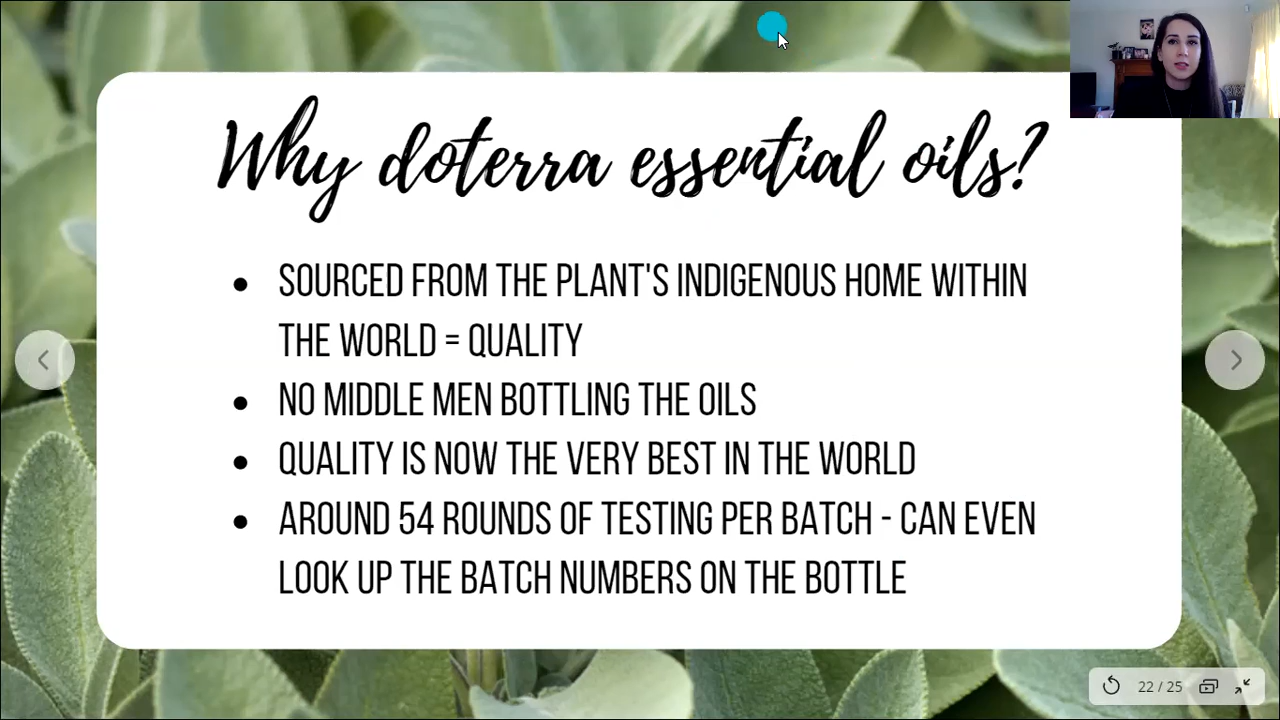 Why doterra essential oils?
SOURCED FROM THE PLANT'S INDIGENOUS HOME WITHIN
THE WORLD = QUALITY
NO MIDDLE MEN BOTTLING THE OILS
QUALITY IS NOW THE VERY BEST IN THE WORLD
AROUND 54 ROUNDS OF TESTING PER BATCH - CAN EVEN
LOOK UP THE BATCH NUMBERS ON THE BOTTLE
22 / 25